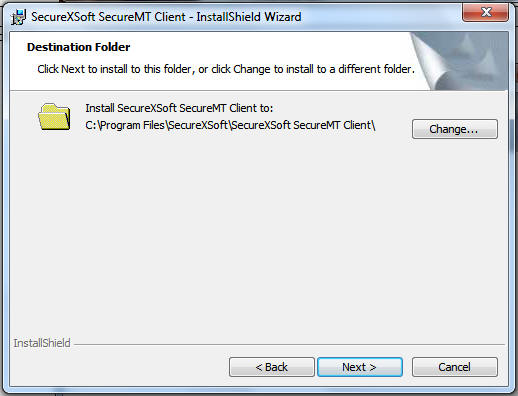 SecureXSoft SecureMT Client - InstallShield Wizard
Destination Folder
Click Next to install to this folder, or click Change to install to a different folder.
Install SecureXSoft SecureMT Client to:
C:\Program Files\SecureXSoft\SecureXSoft SecureMT Client\
Change...
InstallShield
< Back
Next >
Cancel